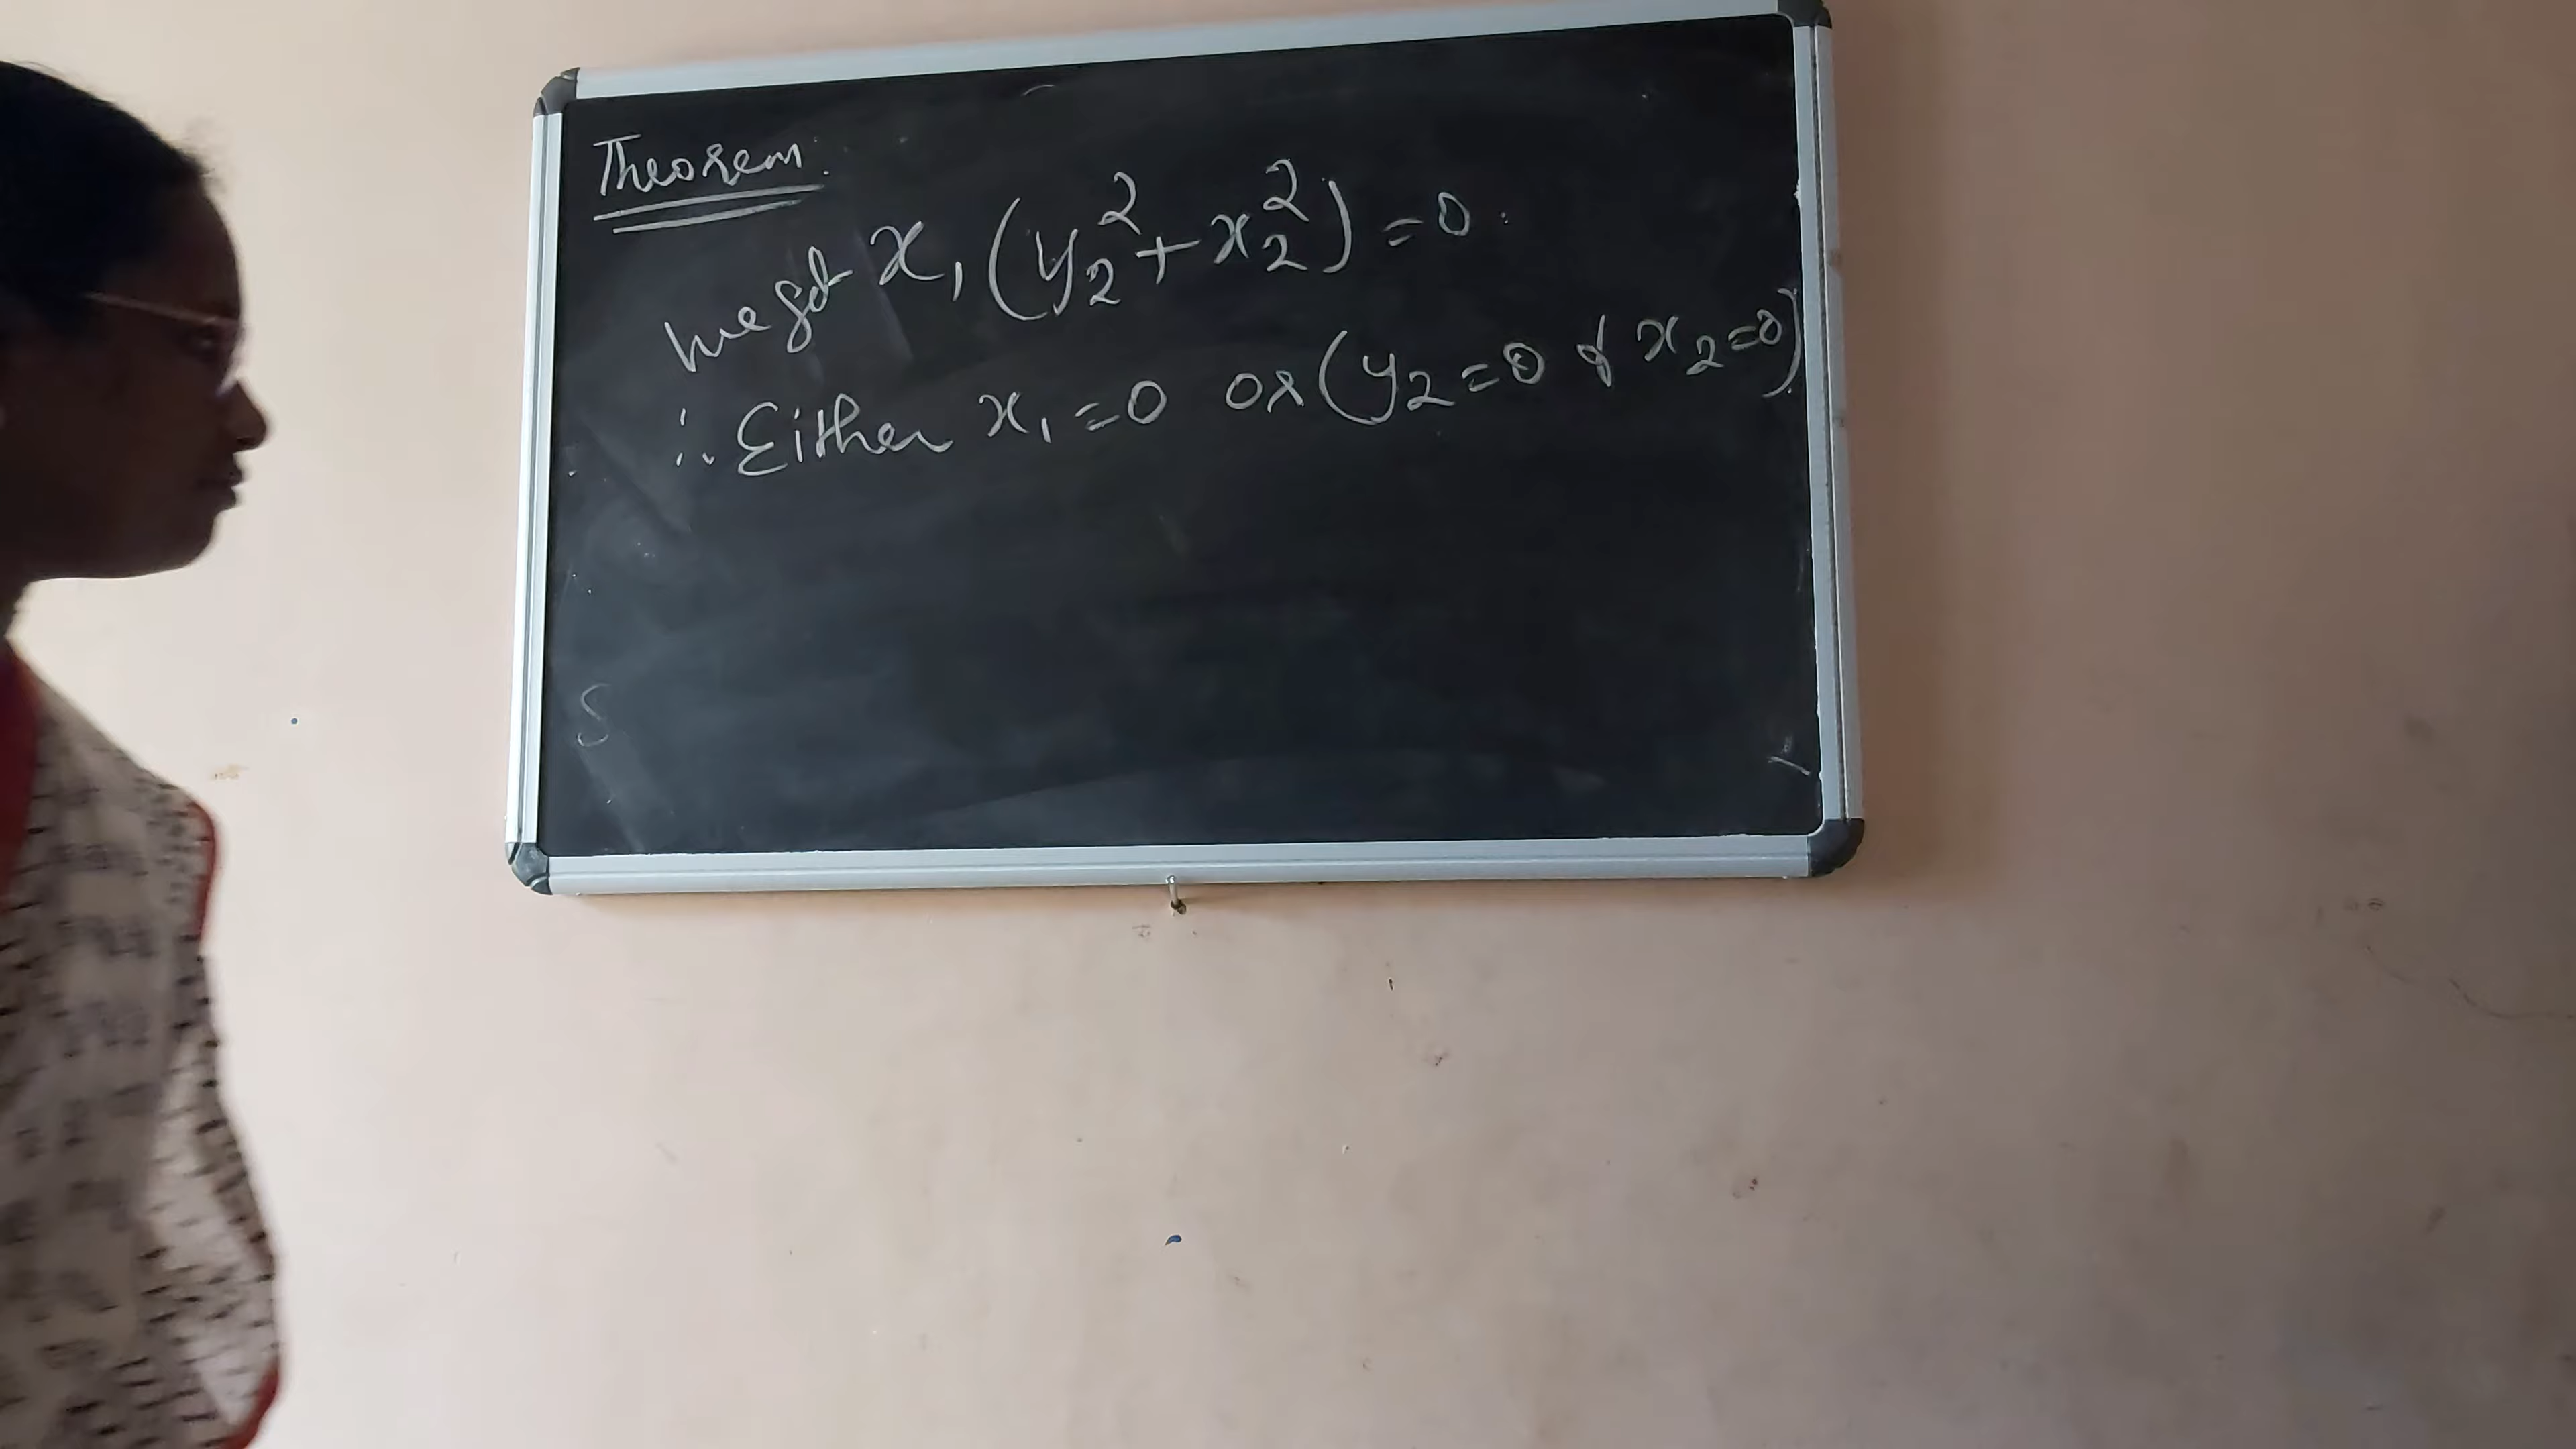 Theorem:
we get x₁(y₂² + x₂²) = 0.
∴ Either x₁ = 0 or (y₂ = 0 & x₂ = 0)
S